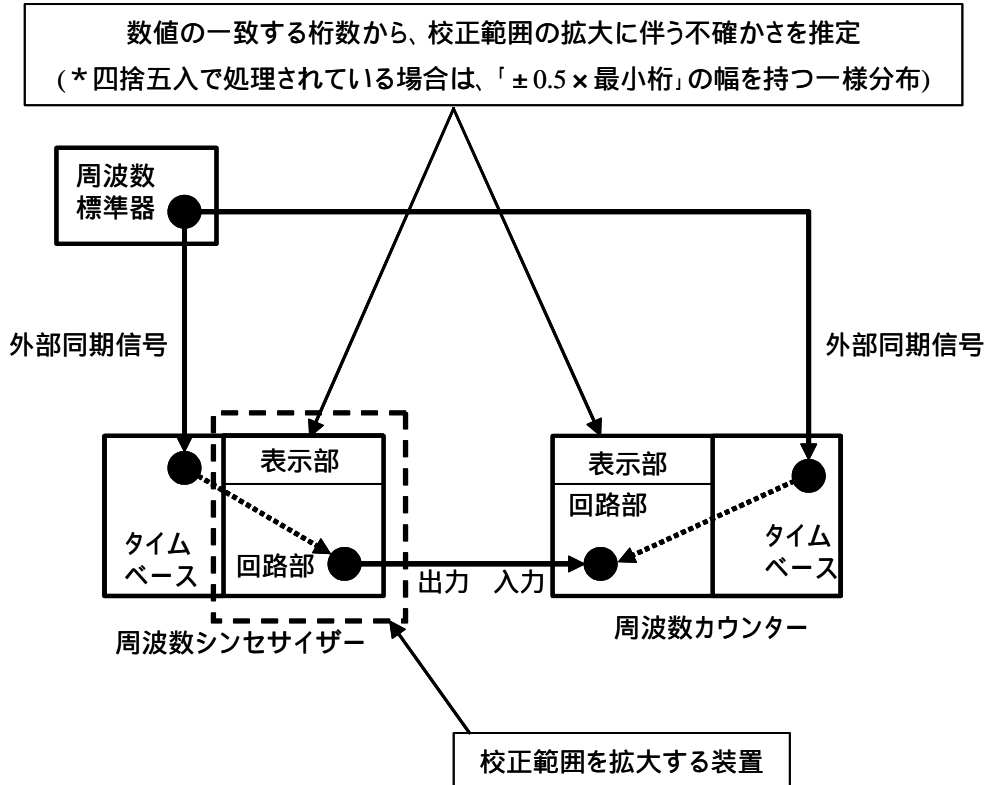 数値の一致する桁数から、校正範囲の拡大に伴う不確かさを推定
(*四捨五入で処理されている場合は、「±0.5×最小桁」の幅を持つ一様分布)
周波数
標準器
外部同期信号
外部同期信号
表示部
表示部
回路部
タイム
ベース
回路部
タイム
ベース
出力
入力
周波数シンセサイザー
周波数カウンター
校正範囲を拡大する装置